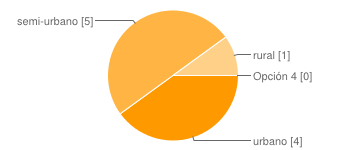 semi-urbano [5]
rural [1]
Opción 4 [0]
urbano [4]